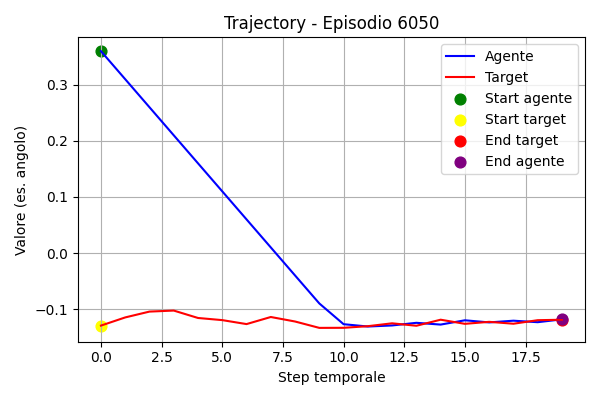 Trajectory - Episodio 6050
Valore (es. angolo)
0.3
0.2
0.1
0.0
−0.1
Agente
Target
Start agente
Start target
End target
End agente
0.0 2.5 5.0 7.5 10.0 12.5 15.0 17.5
Step temporale